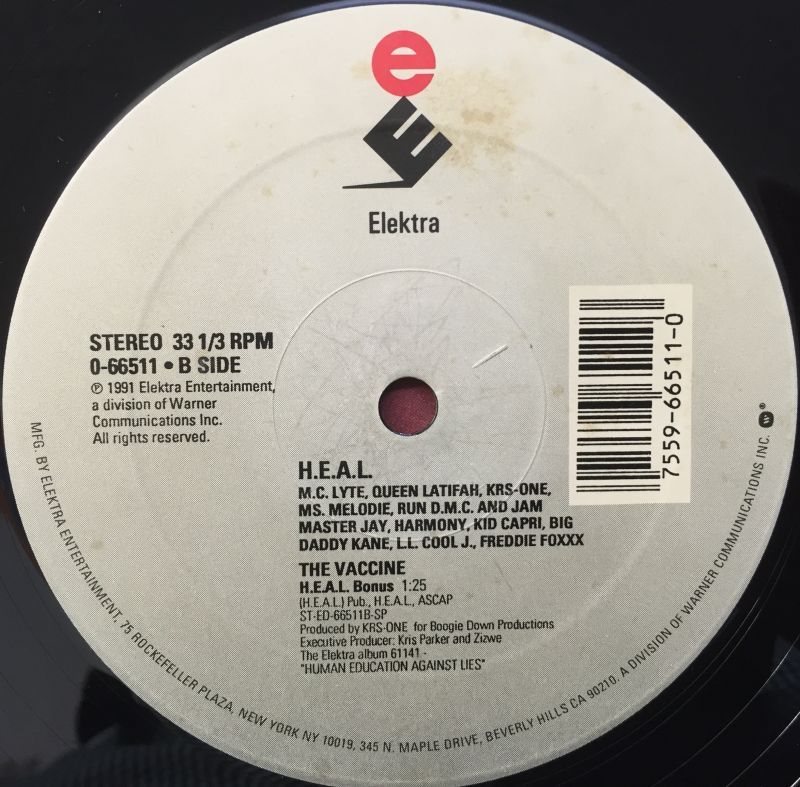 e
E
Elektra
STEREO 33 1/3 RPM
0-66511 • B SIDE
℗ 1991 Elektra Entertainment,
a division of Warner
Communications Inc.
All rights reserved.
7559-66511-0
H.E.A.L.
M.C. LYTE, QUEEN LATIFAH, KRS-ONE,
MS. MELODIE, RUN D.M.C. AND JAM
MASTER JAY, HARMONY, KID CAPRI, BIG
DADDY KANE, L.L. COOL J., FREDDIE FOXXX
THE VACCINE
H.E.A.L. Bonus 1:25
(H.E.A.L.) Pub., H.E.A.L., ASCAP
ST-ED-66511B-SP
Produced by KRS-ONE for Boogie Down Productions
Executive Producer: Kris Parker and Zizwe
The Elektra album 61141 -
"HUMAN EDUCATION AGAINST LIES"
MFG. BY ELEKTRA ENTERTAINMENT, 75 ROCKEFELLER PLAZA, NEW YORK NY 10019, 345 N. MAPLE DRIVE, BEVERLY HILLS CA 90210. A DIVISION OF WARNER COMMUNICATIONS INC. W ®